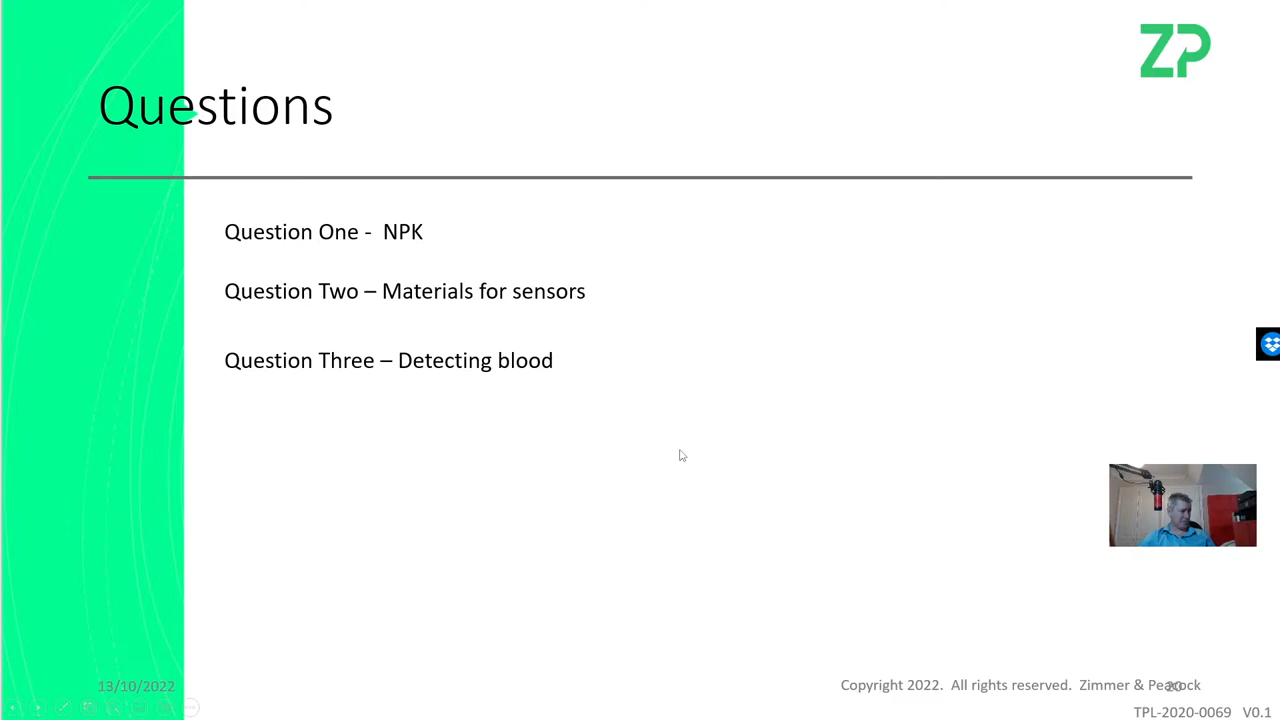 ZP
Questions
Question One - NPK
Question Two – Materials for sensors
Question Three – Detecting blood
13/10/2022
Copyright 2022. All rights reserved. Zimmer & Peacock
20
TPL-2020-0069 V0.1